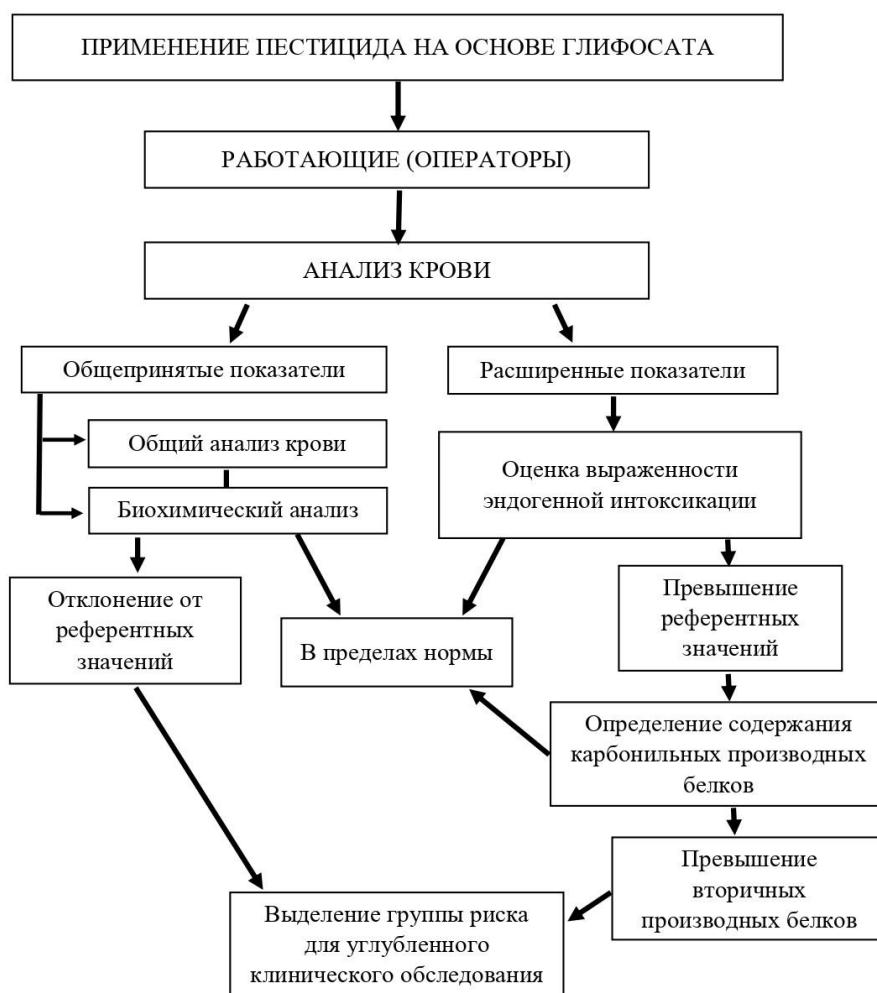 ПРИМЕНЕНИЕ ПЕСТИЦИДА НА ОСНОВЕ ГЛИФОСАТА
РАБОТАЮЩИЕ (ОПЕРАТОРЫ)
АНАЛИЗ КРОВИ
Общепринятые показатели
Расширенные показатели
Общий анализ крови
Биохимический анализ
Оценка выраженности
эндогенной интоксикации
Отклонение от
референтных
значений
В пределах нормы
Превышение
референтных
значений
Определение содержания
карбонильных производных
белков
Превышение
вторичных
производных белков
Выделение группы риска
для углубленного
клинического обследования